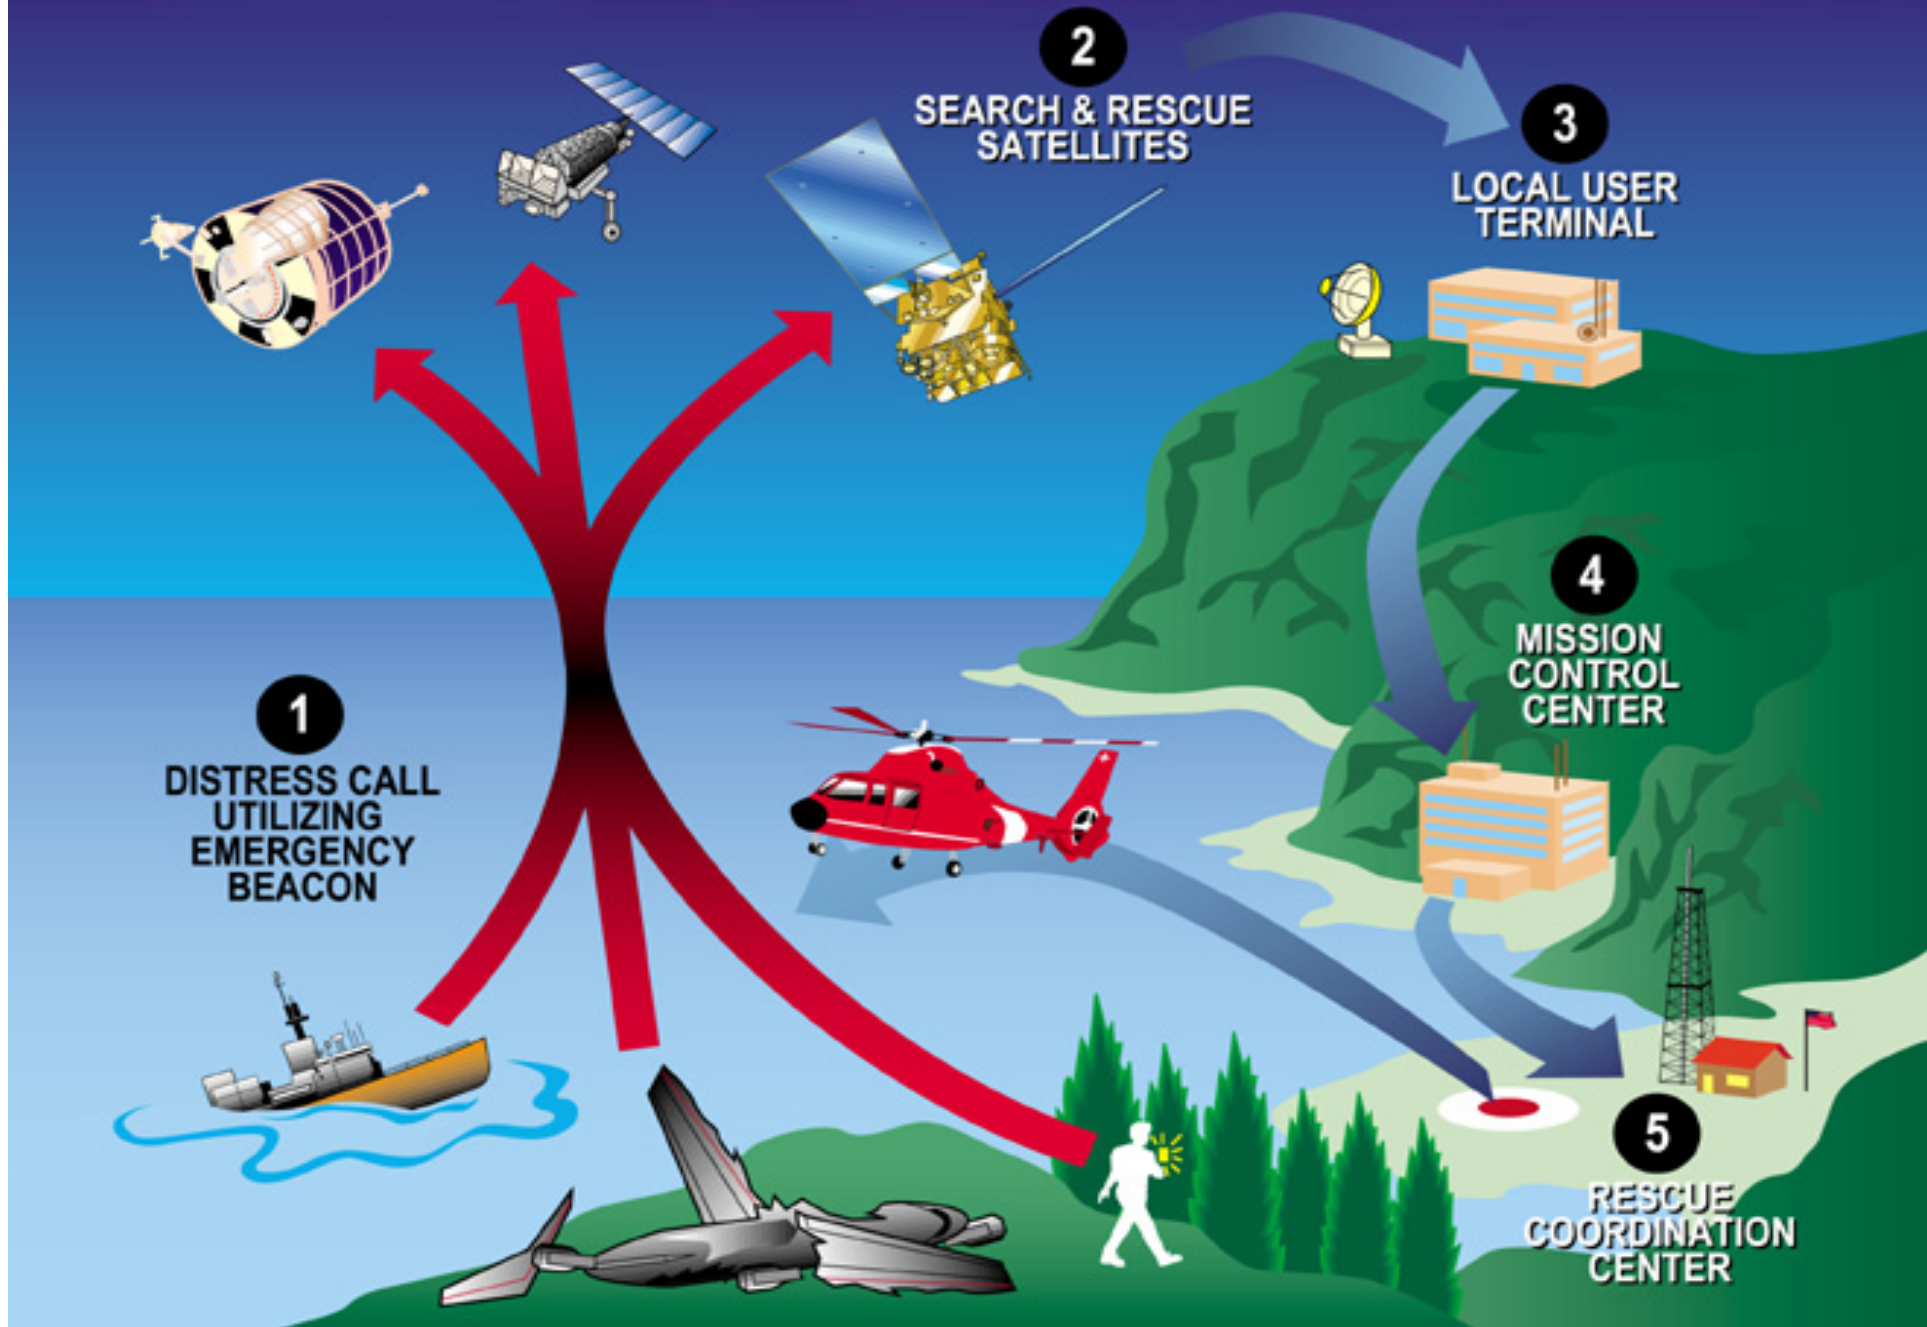 1
DISTRESS CALL
UTILIZING
EMERGENCY
BEACON
2
SEARCH & RESCUE
SATELLITES
3
LOCAL USER
TERMINAL
4
MISSION
CONTROL
CENTER
5
RESCUE
COORDINATION
CENTER